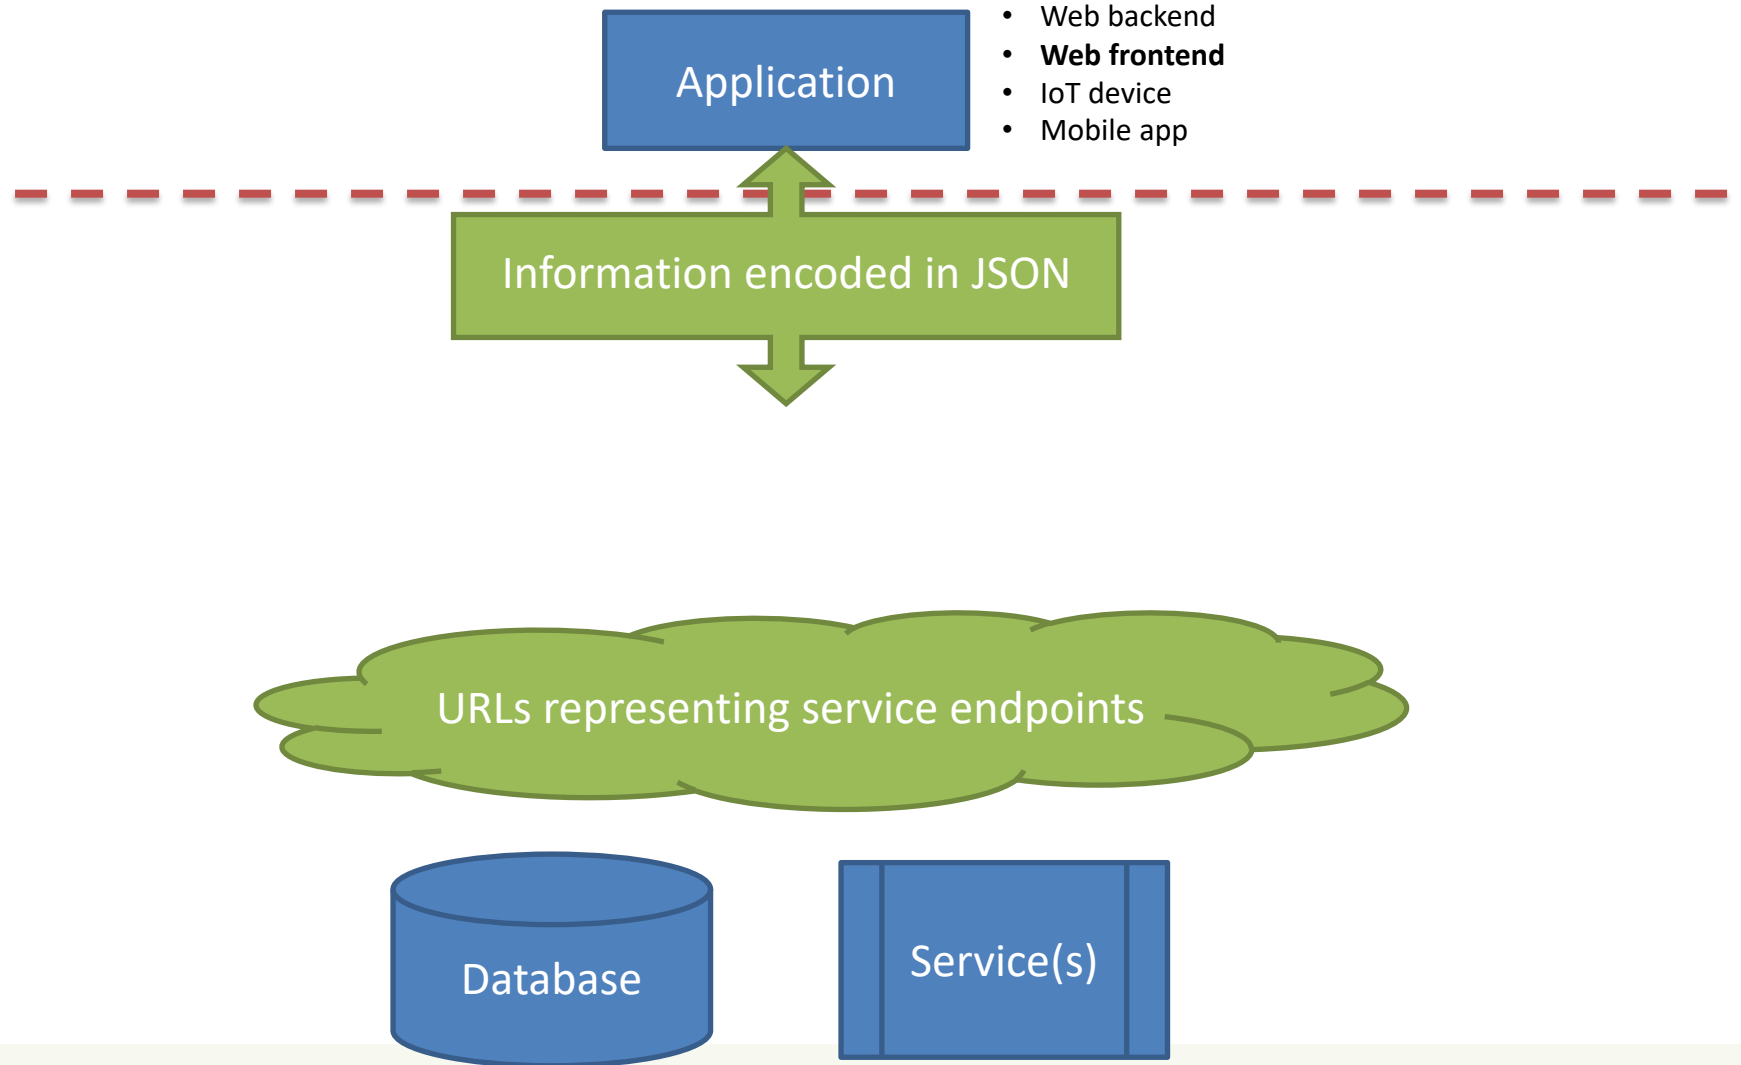 Application
• Web backend
• Web frontend
• IoT device
• Mobile app
Information encoded in JSON
URLs representing service endpoints
Database
Service(s)